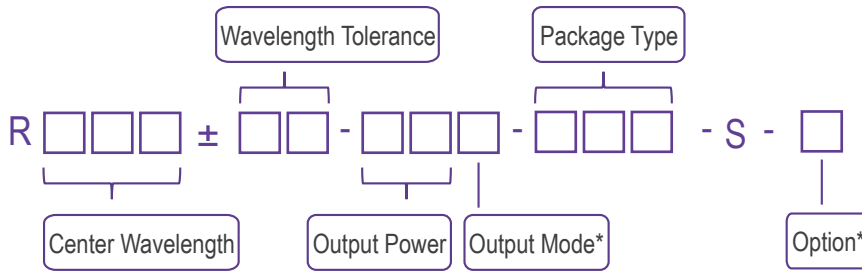 Wavelength Tolerance
Package Type
R ± - - - S -
Center Wavelength
Output Power
Output Mode*
Option*